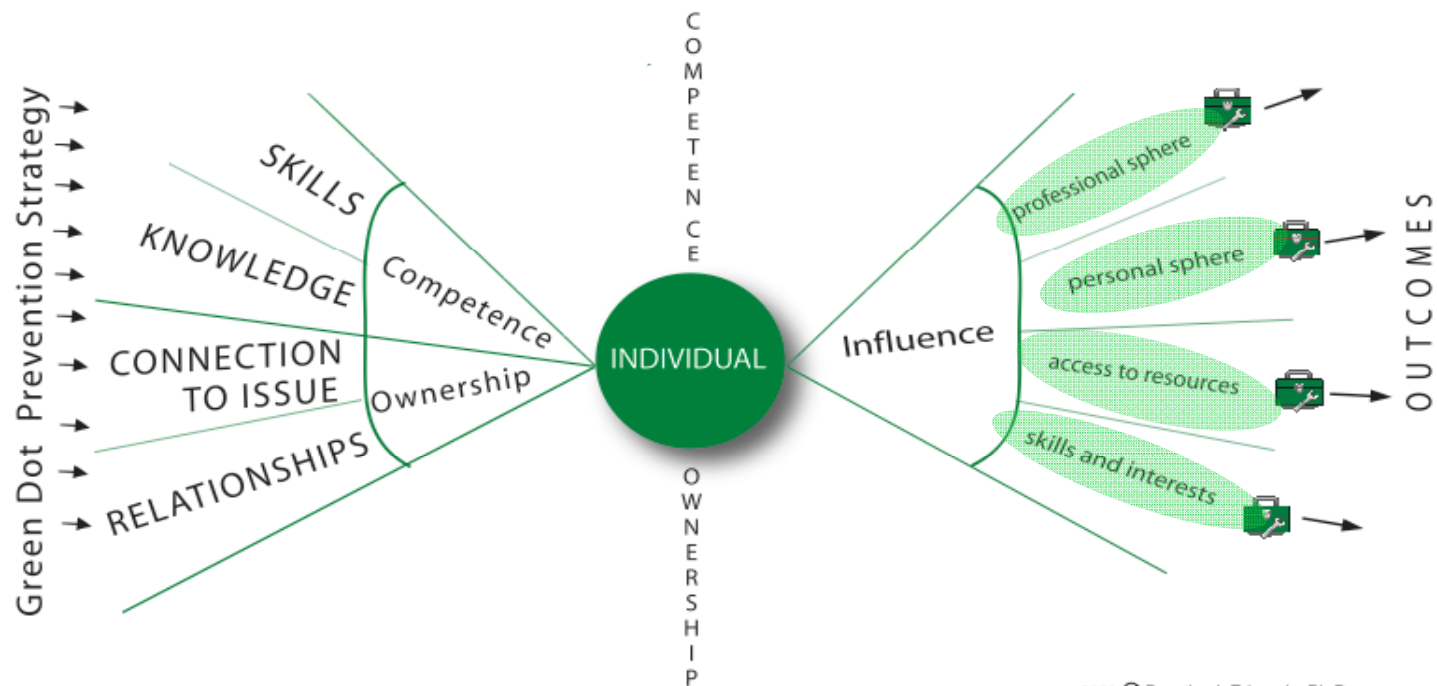 Green Dot Prevention Strategy
SKILLS
KNOWLEDGE
CONNECTION
TO ISSUE
RELATIONSHIPS
Competence
Ownership
COMPETENCE
INDIVIDUAL
OWNERSHIP
Influence
professional sphere
personal sphere
access to resources
skills and interests
OUTCOMES